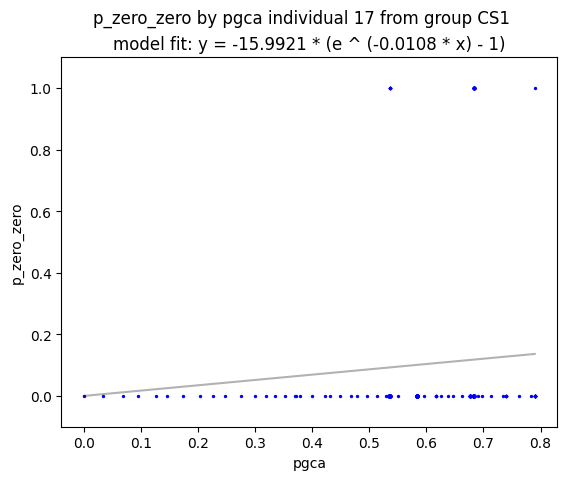 p_zero_zero by pgca individual 17 from group CS1
model fit: y = -15.9921 * (e ^ (-0.0108 * x) - 1)
1.0
0.8
0.6
0.4
0.2
0.0
p_zero_zero
0.0 0.1 0.2 0.3 0.4 0.5 0.6 0.7 0.8
pgca